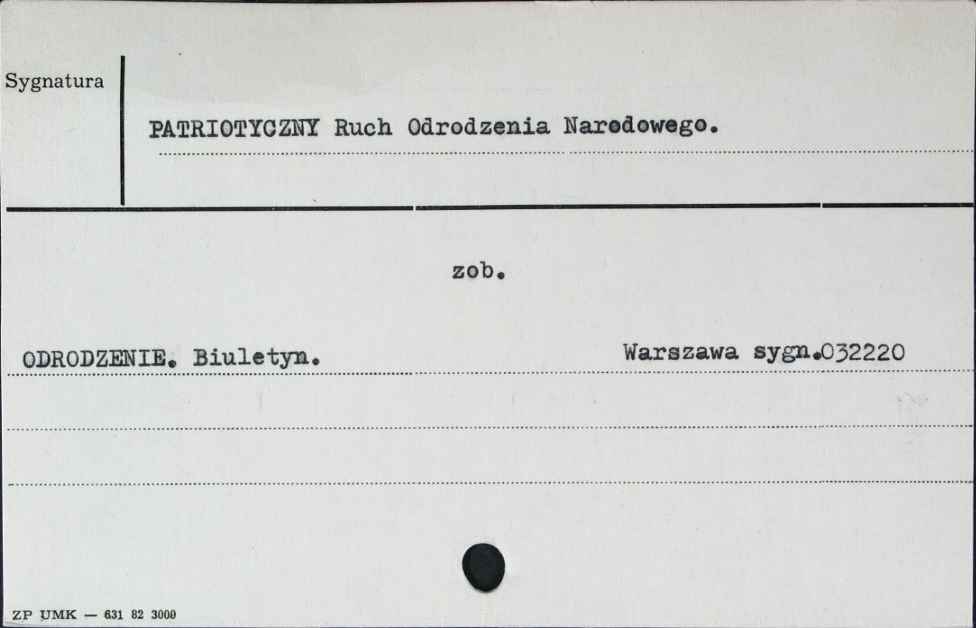 Sygnatura
PATRIOTYCZNY Ruch Odrodzenia Narodowego.
zob.
ODRODZENIE. Biuletyn. Warszawa sygn.032220
ZP UMK — 631 82 3000